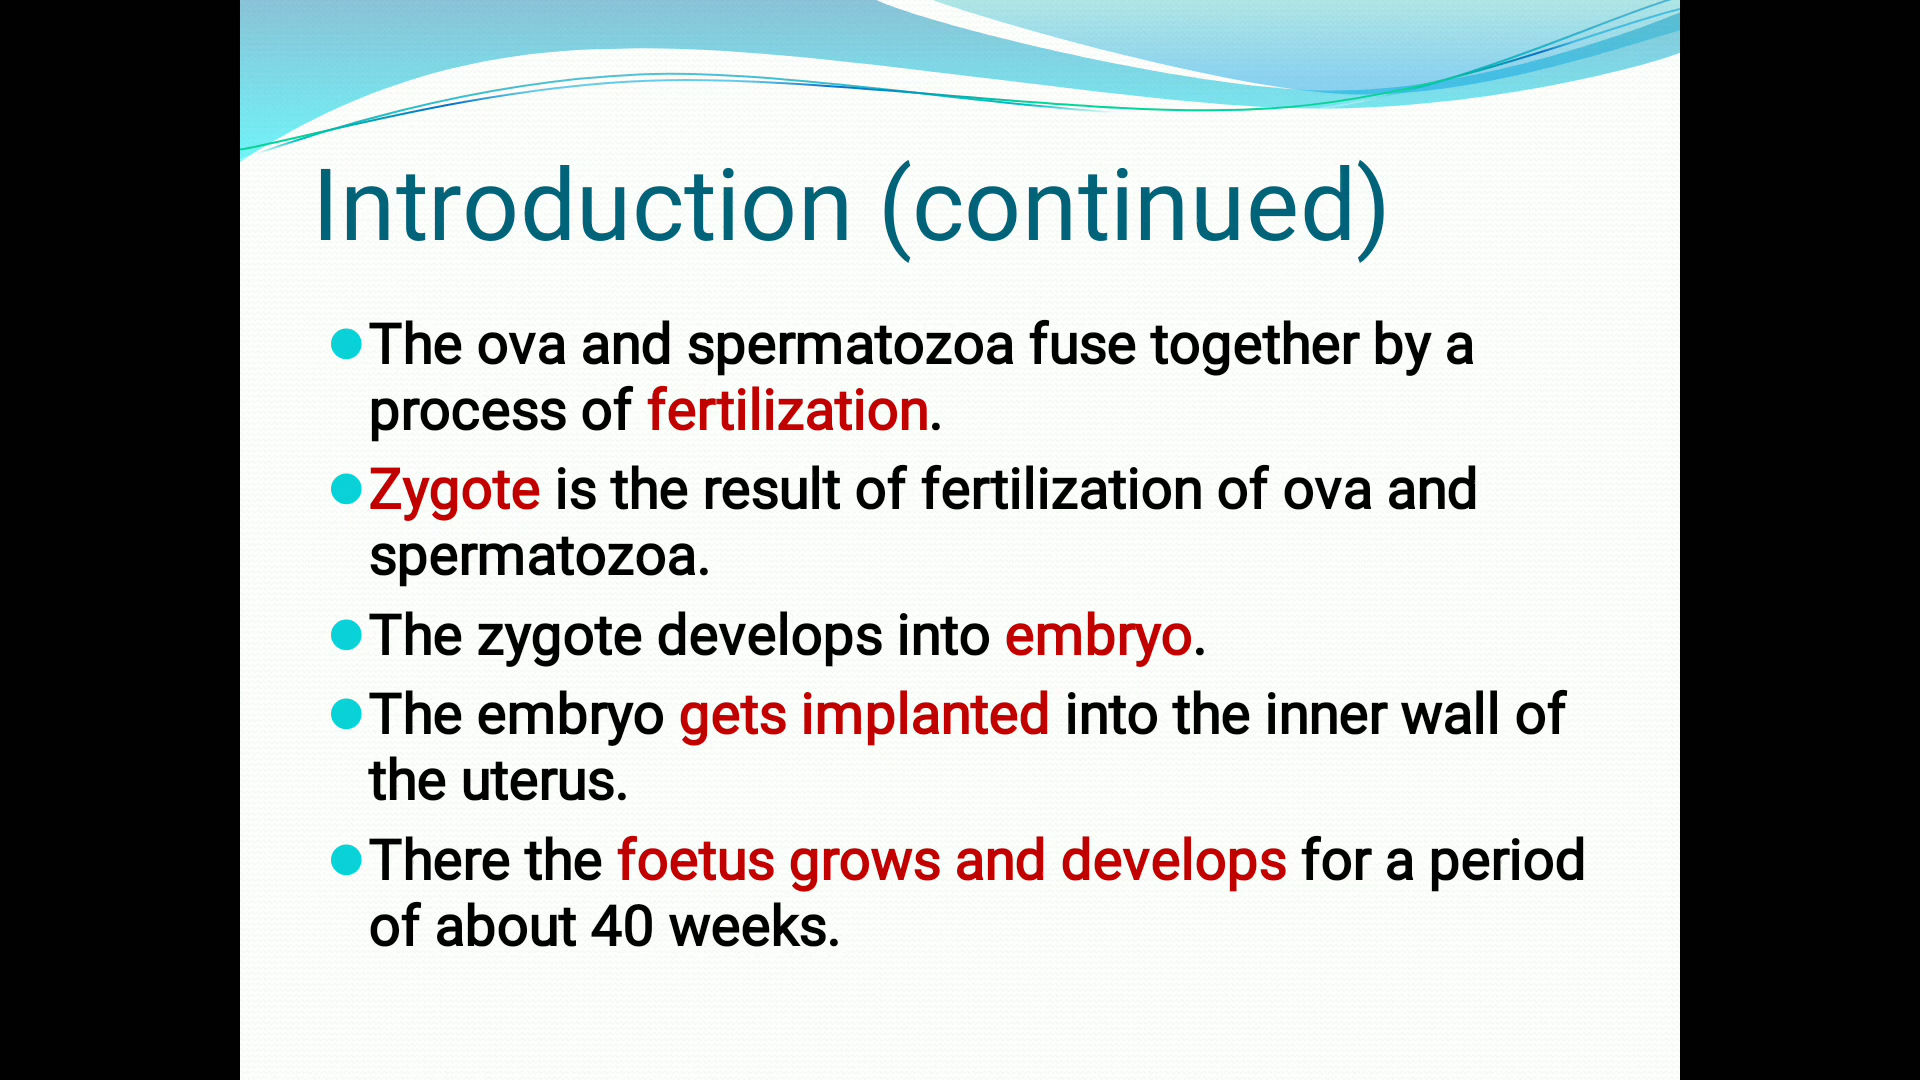 Introduction (continued)
The ova and spermatozoa fuse together by a
process of fertilization.
Zygote is the result of fertilization of ova and
spermatozoa.
The zygote develops into embryo.
The embryo gets implanted into the inner wall of
the uterus.
There the foetus grows and develops for a period
of about 40 weeks.